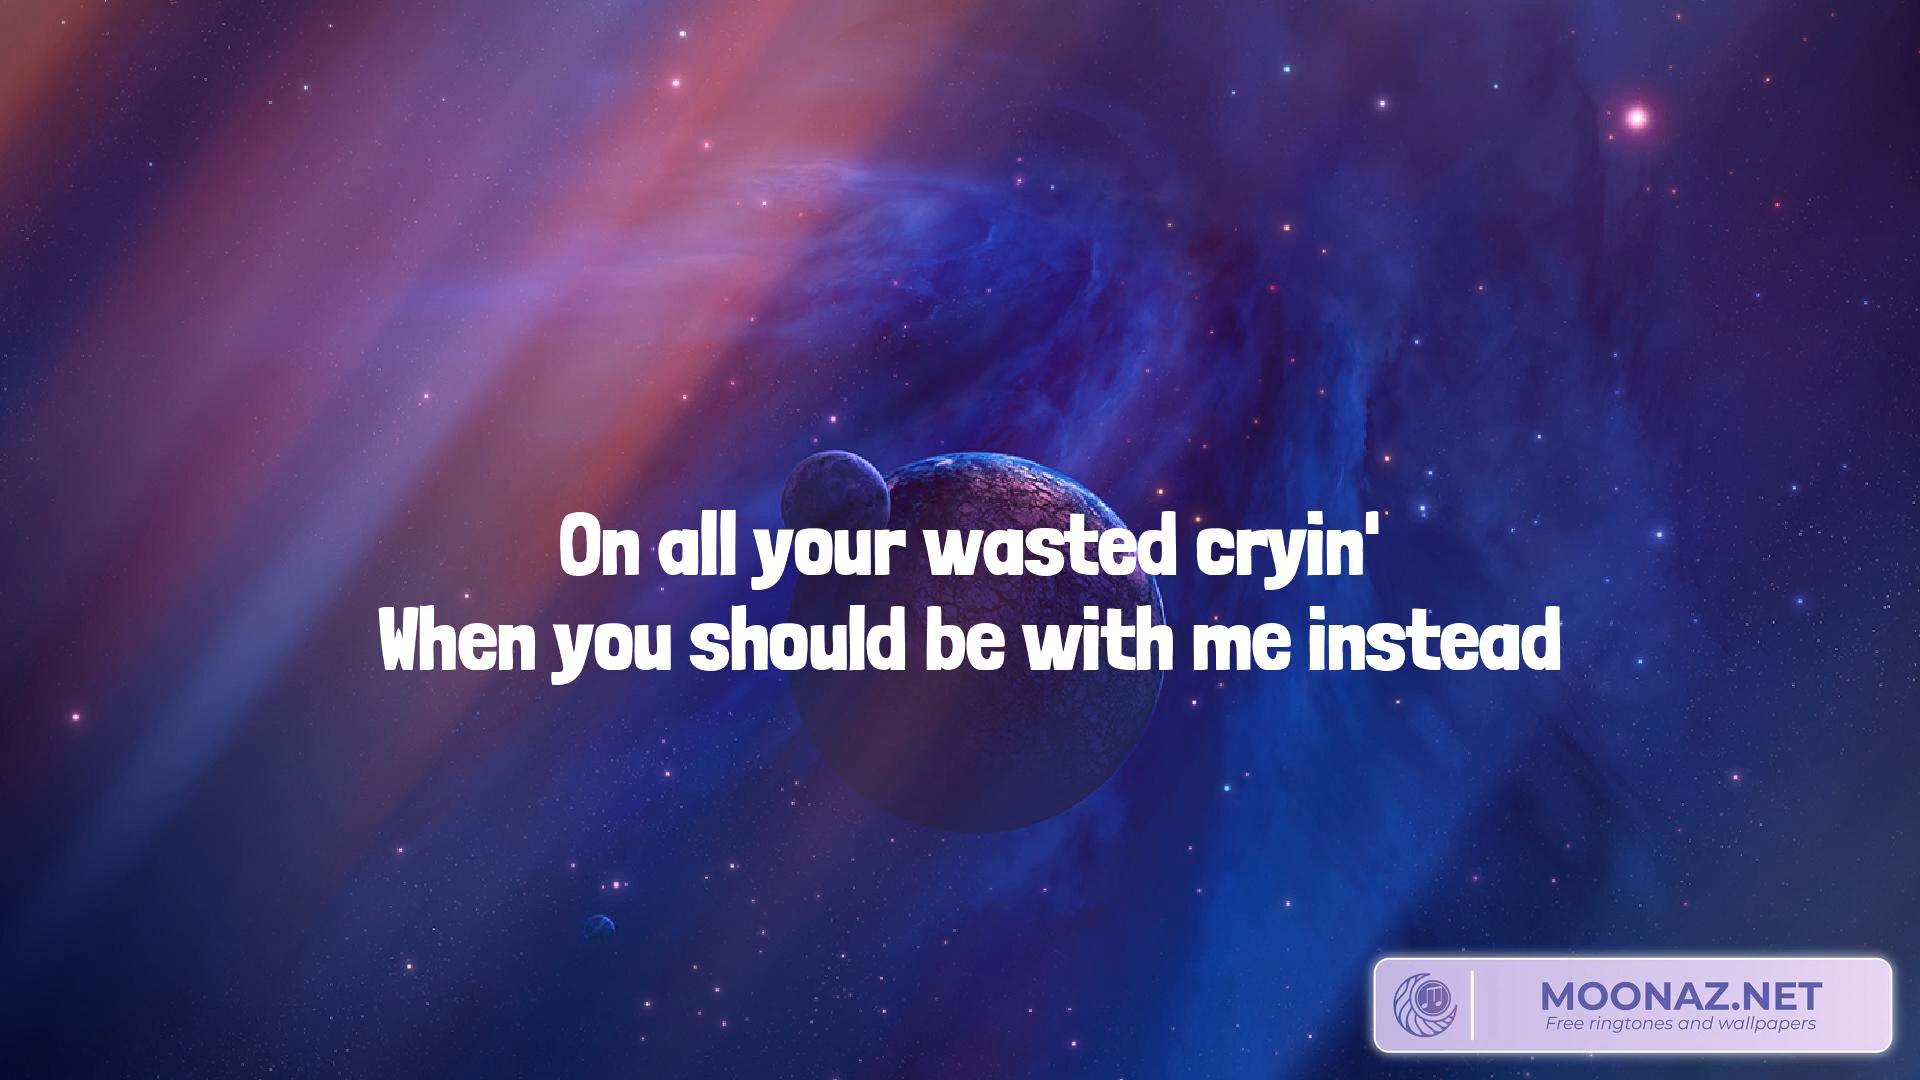 On all your wasted cryin'
When you should be with me instead
MOONAZ.NET
Free ringtones and wallpapers